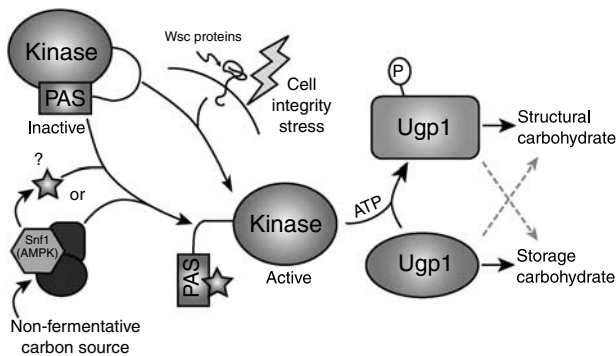 Kinase
PAS
Inactive
Wsc proteins
Cell
integrity
stress
?
or
Snf1
(AMPK)
Non-fermentative
carbon source
Kinase
PAS
Active
ATP
P
Ugp1
Structural
carbohydrate
Ugp1
Storage
carbohydrate